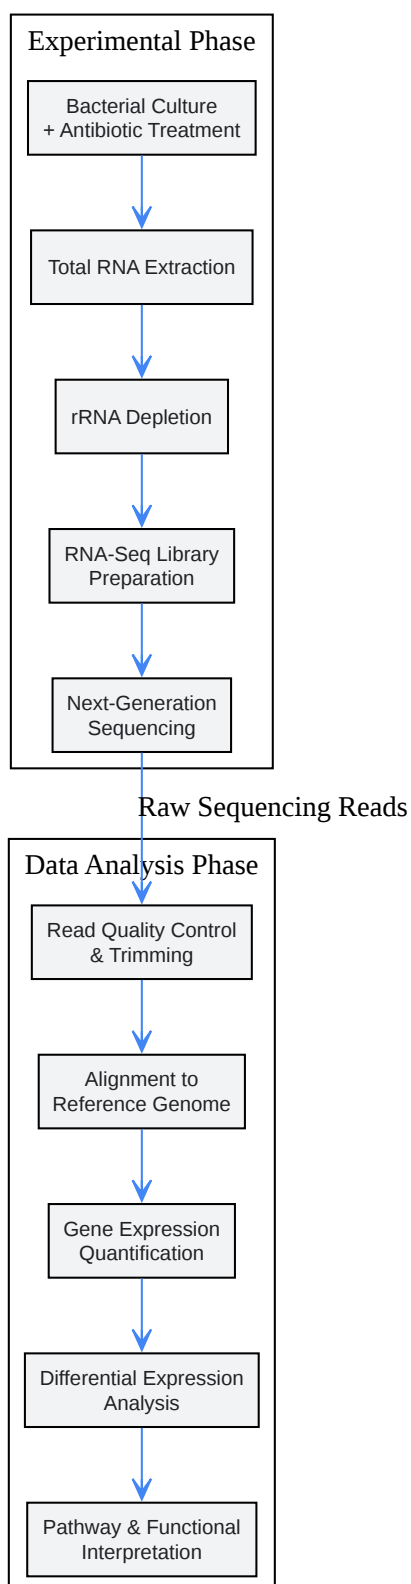 Experimental Phase
Bacterial Culture
+ Antibiotic Treatment
Total RNA Extraction
rRNA Depletion
RNA-Seq Library
Preparation
Next-Generation
Sequencing
Raw Sequencing Reads
Data Analysis Phase
Read Quality Control
& Trimming
Alignment to
Reference Genome
Gene Expression
Quantification
Differential Expression
Analysis
Pathway & Functional
Interpretation